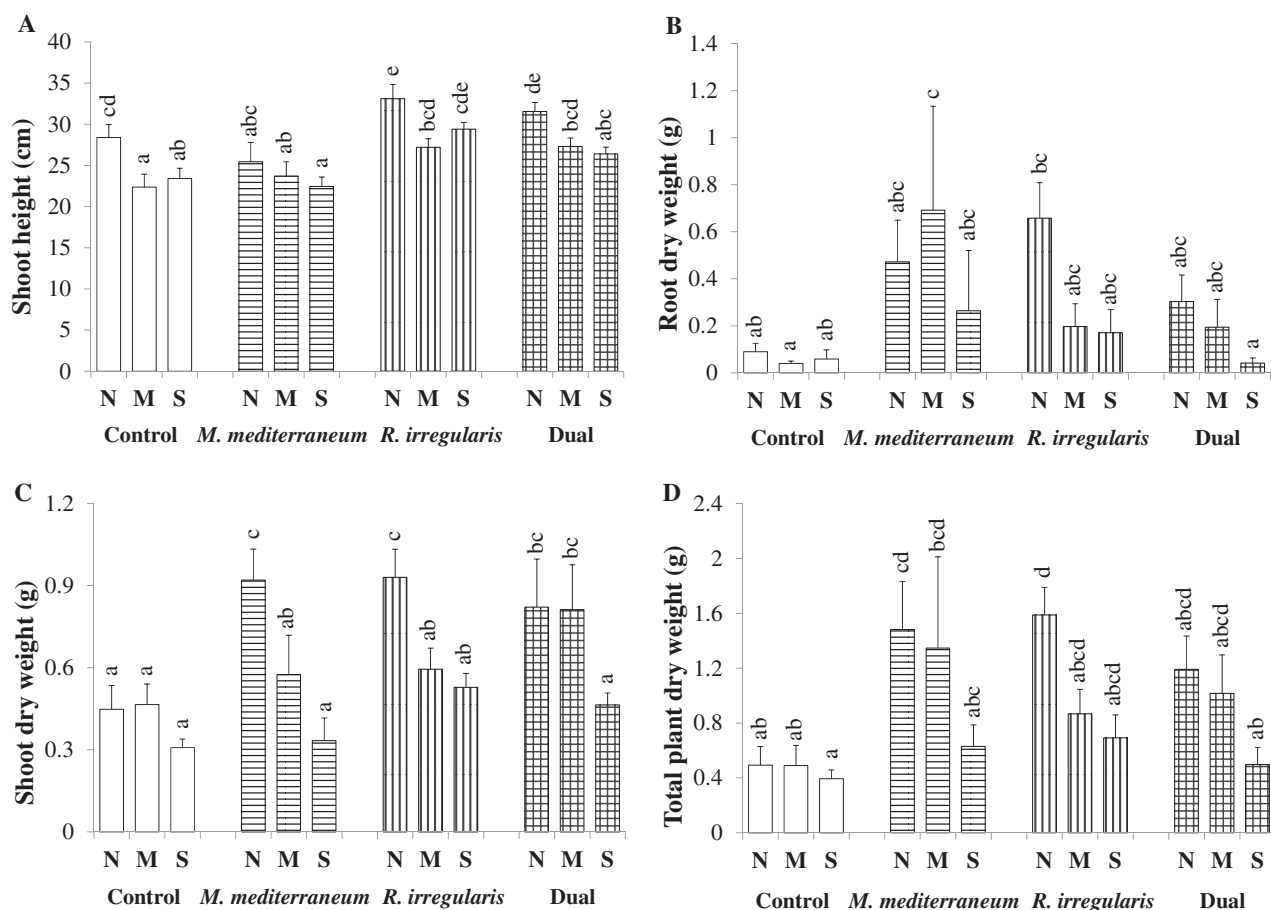 A
Shoot height (cm)
40
35
30
25
20
15
10
5
0
cd
a
ab
abc
ab
a
e
bcd
cde
de
bcd
abc
N M S N M S N M S N M S
Control M. mediterraneum R. irregularis Dual
B
Root dry weight (g)
1.4
1.2
1
0.8
0.6
0.4
0.2
0
ab
a
ab
abc
c
abc
bc
abc
abc
abc
abc
a
N M S N M S N M S N M S
Control M. mediterraneum R. irregularis Dual
C
Shoot dry weight (g)
1.2
0.9
0.6
0.3
0
a
a
a
c
ab
a
c
ab
ab
bc
bc
a
N M S N M S N M S N M S
Control M. mediterraneum R. irregularis Dual
D
Total plant dry weight (g)
2.4
2
1.6
1.2
0.8
0.4
0
ab
ab
a
cd
bcd
abc
d
abcd
abcd
abcd
abcd
ab
N M S N M S N M S N M S
Control M. mediterraneum R. irregularis Dual